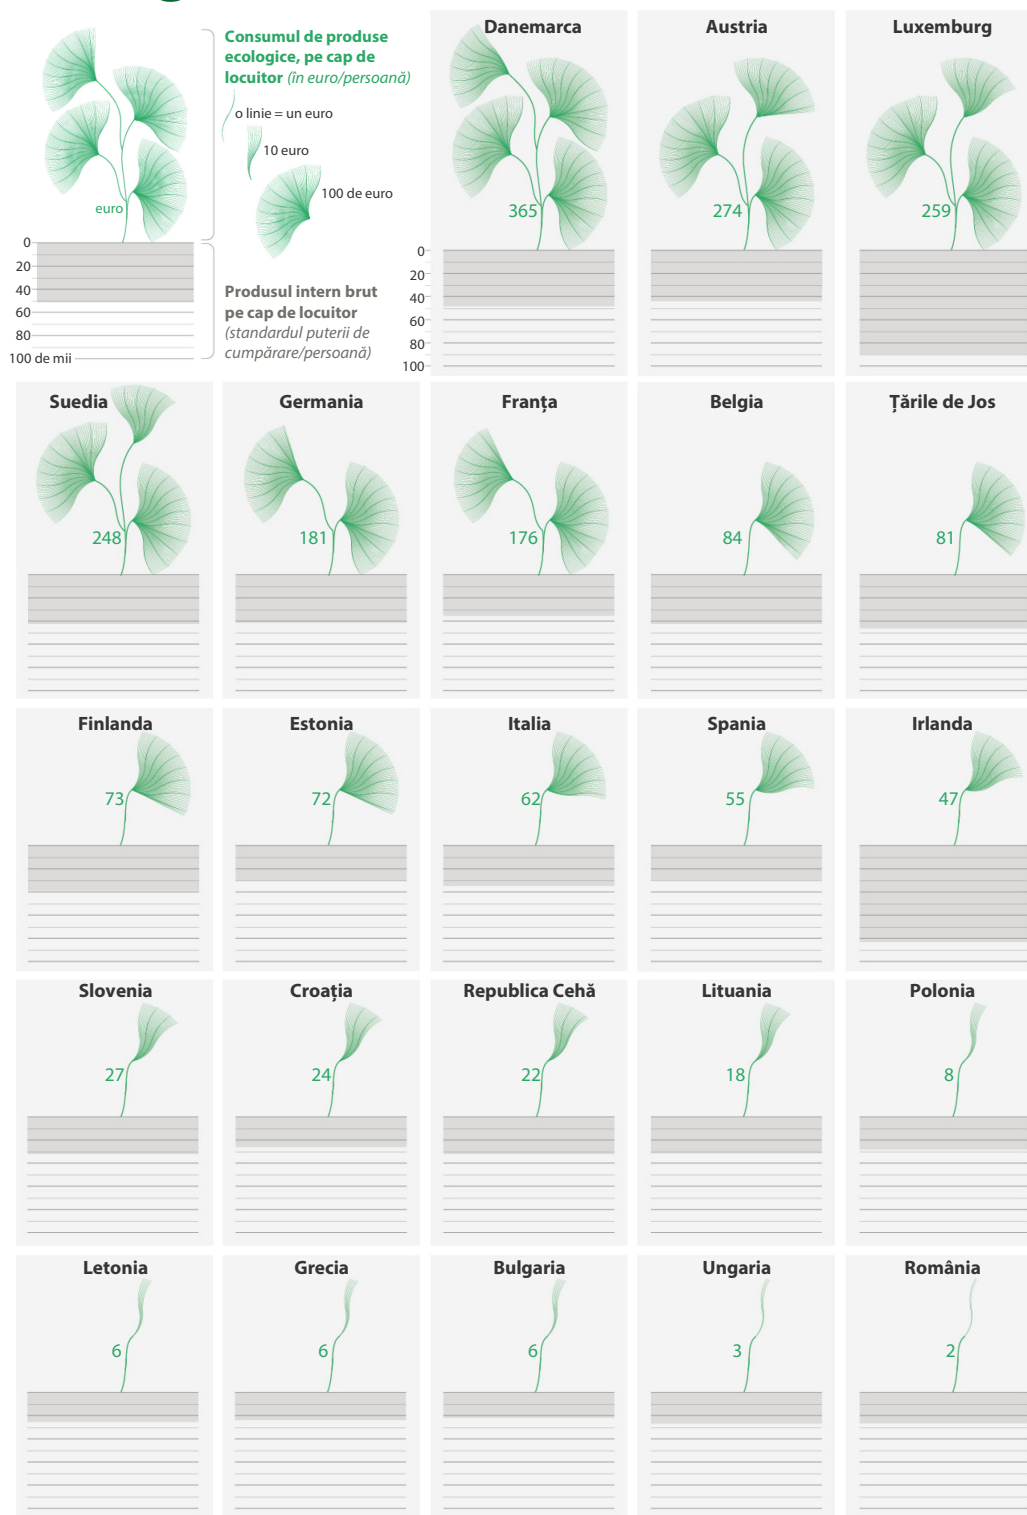 Consumul de produse
ecologice, pe cap de
locuitor (în euro/persoană)
o linie = un euro
10 euro
100 de euro
euro
0
20
40
60
80
100 de mii
Produsul intern brut
pe cap de locuitor
(standardul puterii de
cumpărare/persoană)
Danemarca
365
0
20
40
60
80
100
Austria
274
Luxemburg
259
Suedia
248
Germania
181
Franța
176
Belgia
84
Țările de Jos
81
Finlanda
73
Estonia
72
Italia
62
Spania
55
Irlanda
47
Slovenia
27
Croația
24
Republica Cehă
22
Lituania
18
Polonia
8
Letonia
6
Grecia
6
Bulgaria
6
Ungaria
3
România
2